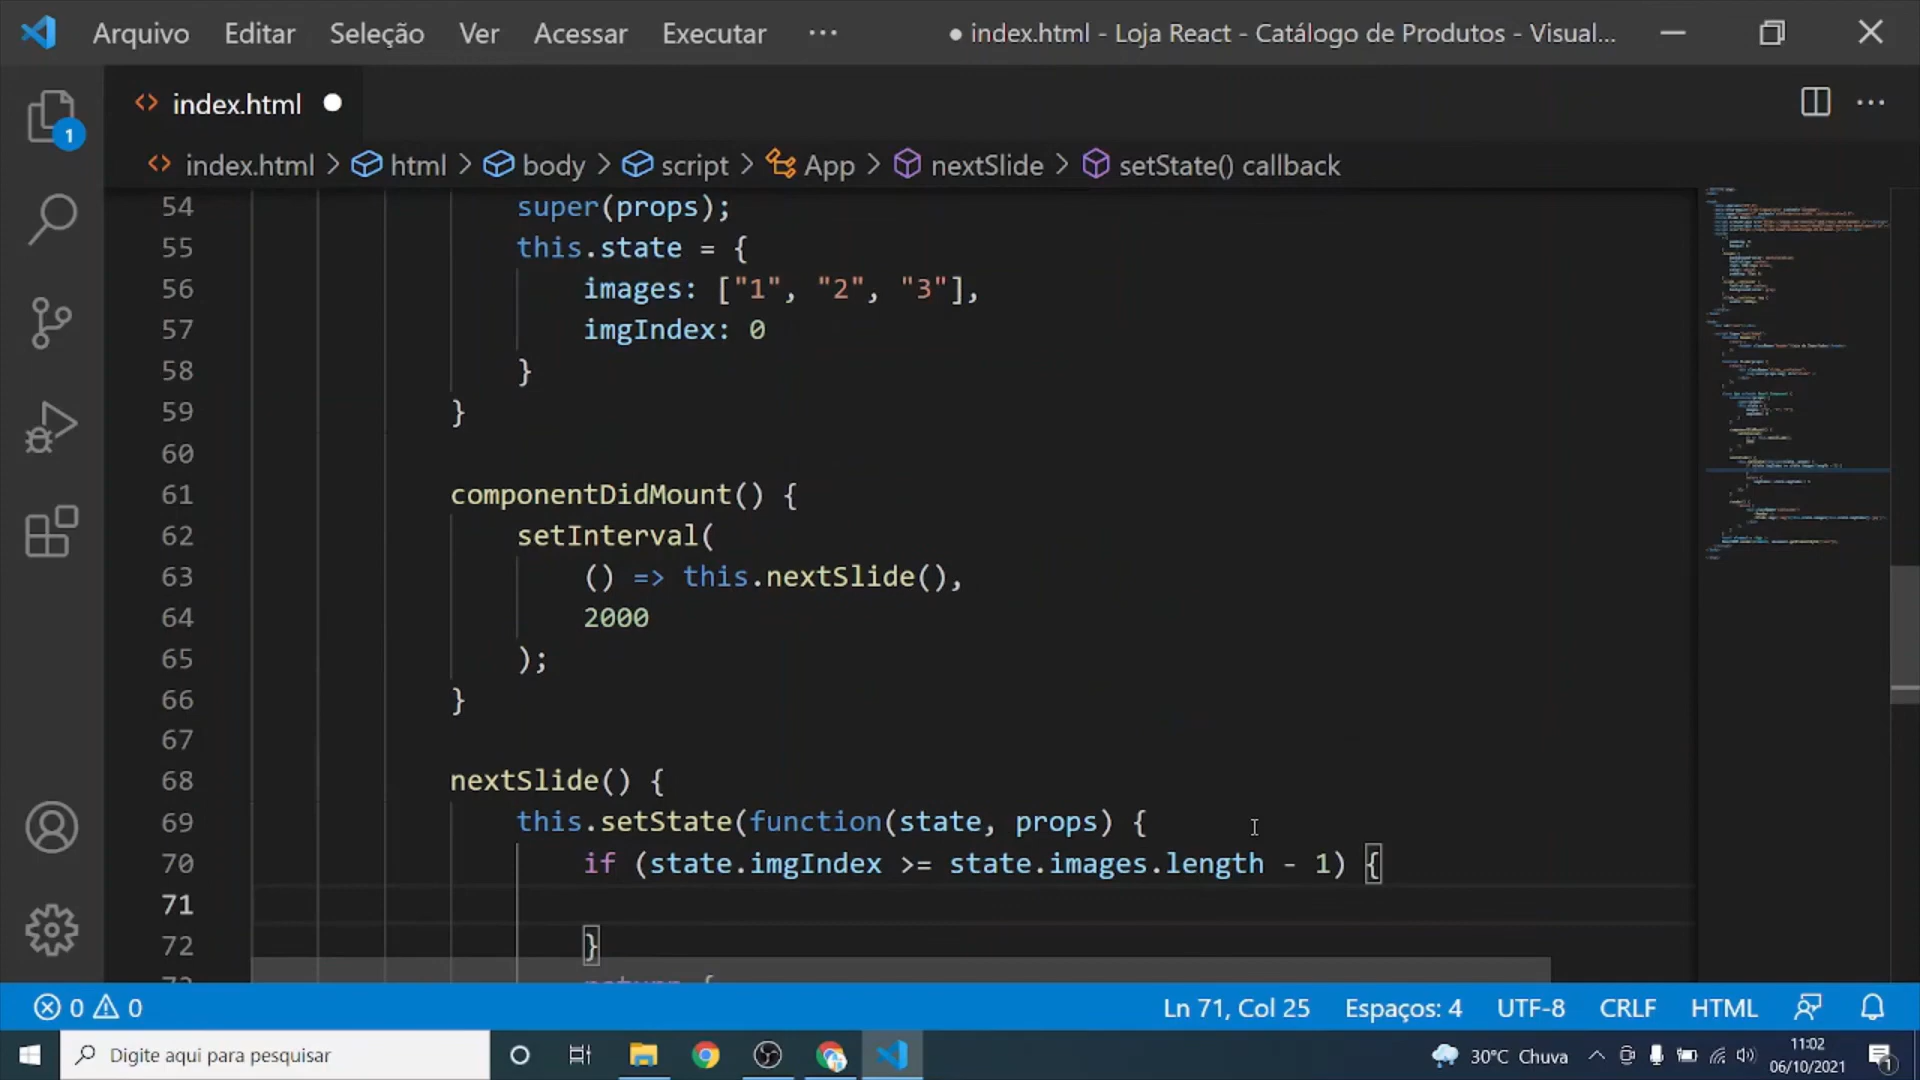 Arquivo Editar Seleção Ver Acessar Executar ··· ● index.html - Loja React - Catálogo de Produtos - Visual...
index.html ···
1
index.html > html > body > script > App > nextSlide > setState() callback
54 super(props);
55 this.state = {
56 images: ["1", "2", "3"],
57 imgIndex: 0
58 }
59 }
60
61 componentDidMount() {
62 setInterval(
63 () => this.nextSlide(),
64 2000
65 );
66 }
67
68 nextSlide() {
69 this.setState(function(state, props) {
70 if (state.imgIndex >= state.images.length - 1) {
71
72 }
0 0 Ln 71, Col 25 Espaços: 4 UTF-8 CRLF HTML
Digite aqui para pesquisar 30°C Chuva 11:02
06/10/2021 1